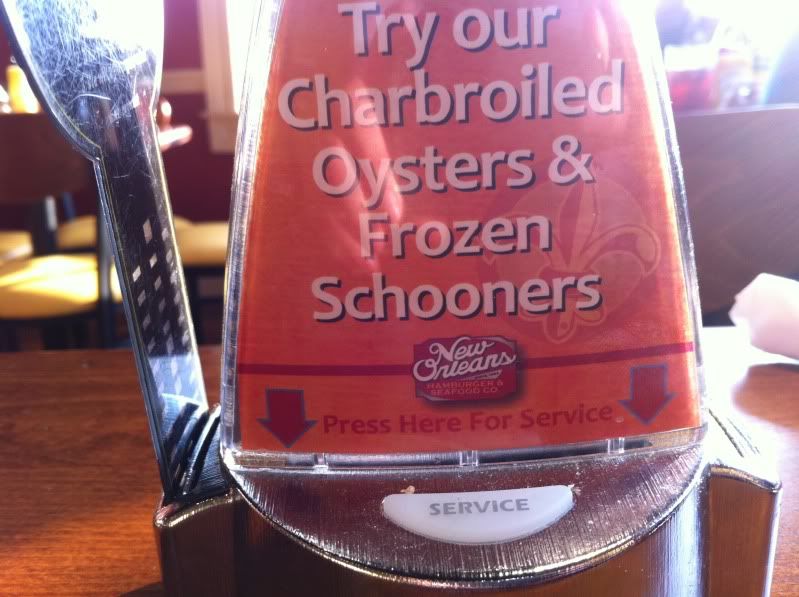 Try our
Charbroiled
Oysters &
Frozen
Schooners
New
Orleans
HAMBURGER &
SEAFOOD CO.
Press Here For Service
SERVICE